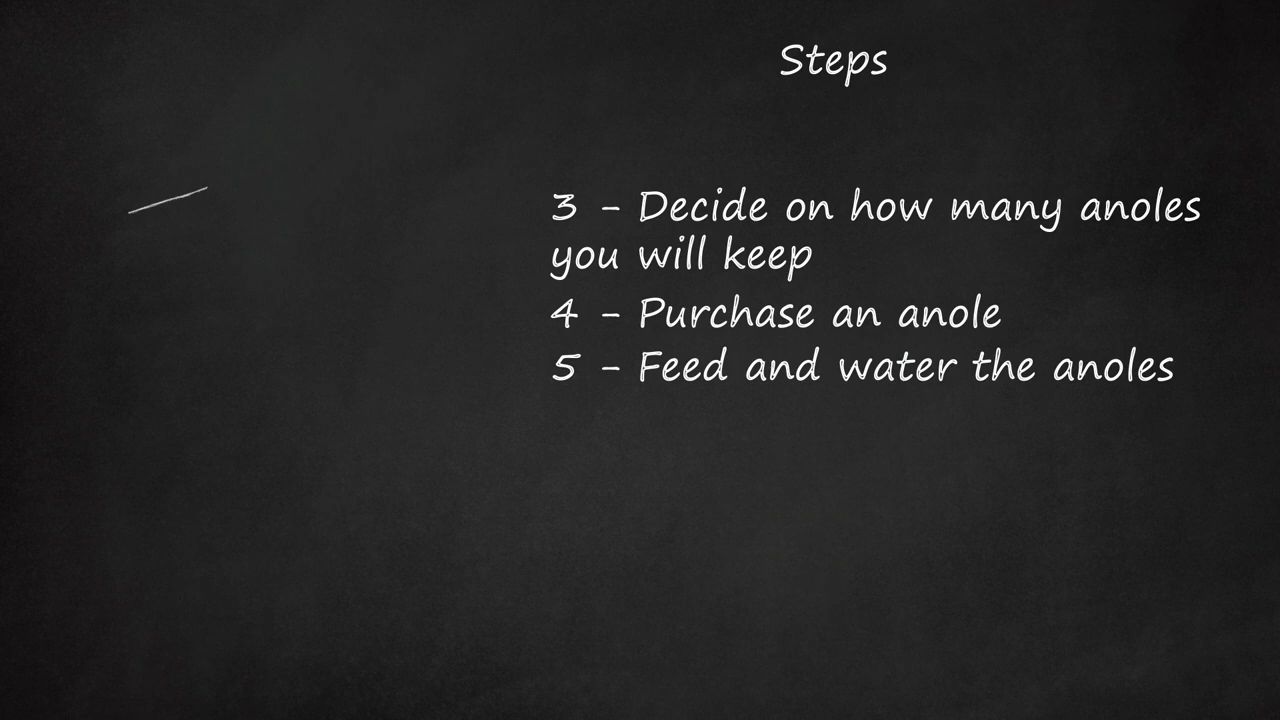 Steps
3 - Decide on how many anoles
you will keep
4 - Purchase an anole
5 - Feed and water the anoles